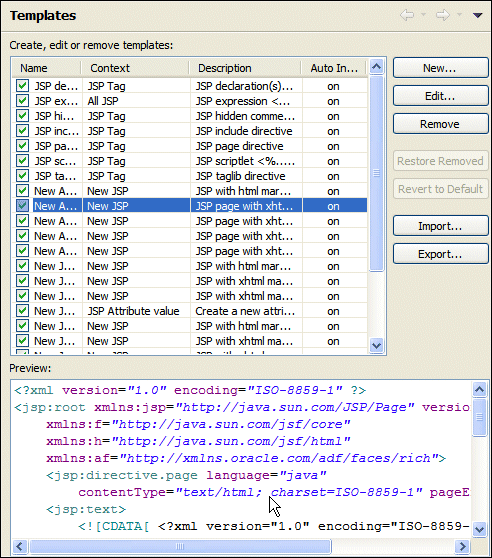 Templates
Create, edit or remove templates:
Name Context Description Auto In...
JSP de... JSP Tag JSP declaration(s)... on
JSP ex... All JSP JSP expression <... on
JSP hi... JSP Tag JSP hidden comme... on
JSP inc... JSP Tag JSP include directive on
JSP pa... JSP Tag JSP page directive on
JSP sc... JSP Tag JSP scriptlet <%..... on
JSP ta... JSP Tag JSP taglib directive on
New A... New JSP JSP with html mar... on
New A... New JSP JSP page with xht... on
New A... New JSP JSP with html mar... on
New A... New JSP JSP page with xht... on
New A... New JSP JSP page with xht... on
New J... New JSP JSP with html mar... on
New J... New JSP JSP with xhtml ma... on
New J... New JSP JSP with xhtml ma... on
New J... JSP Attribute value Create a new attri... on
New J... New JSP JSP with html mar... on
New J... New JSP JSP with xhtml ma... on
New...
Edit...
Remove
Restore Removed
Revert to Default
Import...
Export...
Preview:
<?xml version="1.0" encoding="ISO-8859-1" ?>
<jsp:root xmlns:jsp="http://java.sun.com/JSP/Page" versio
xmlns:f="http://java.sun.com/jsf/core"
xmlns:h="http://java.sun.com/jsf/html"
xmlns:af="http://xmlns.oracle.com/adf/faces/rich">
<jsp:directive.page language="java"
contentType="text/html; charset=ISO-8859-1" pageE
<jsp:text>
<![CDATA[ <?xml version="1.0" encoding="ISO-8859-